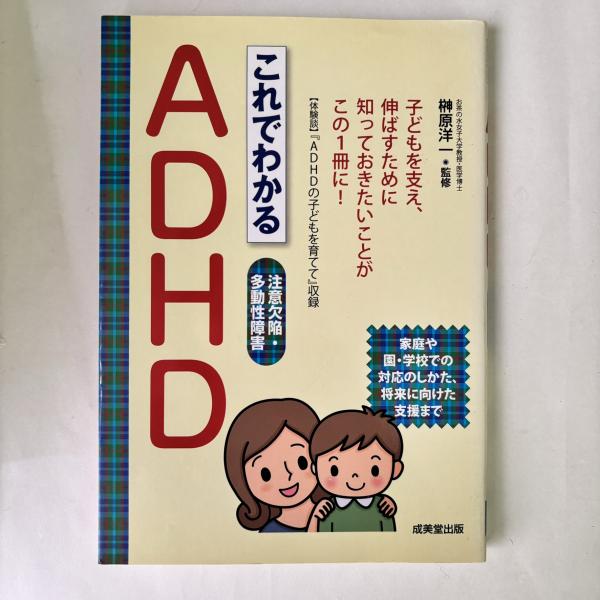 お茶の水女子大学教授・医学博士
榊原洋一●監修
子どもを支え、
伸ばすために
知っておきたいことが
この1冊に！
【体験談】『ADHDの子どもを育てて』収録
これでわかる
ADHD
注意欠陥・
多動性障害
家庭や
園・学校での
対応のしかた、
将来に向けた
支援まで
成美堂出版